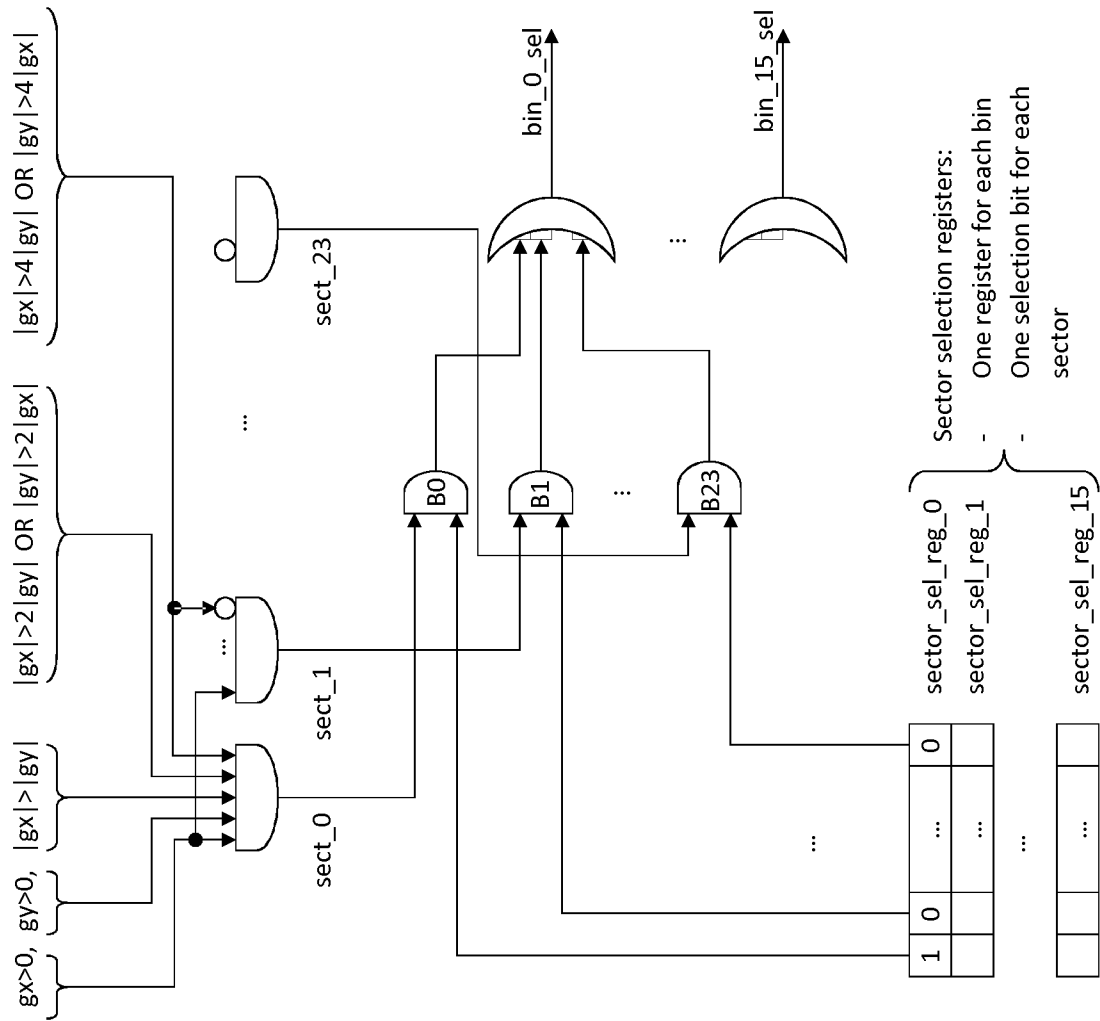 gx>0,
gy>0,
|gx|>|gy|
|gx|>2|gy| OR |gy|>2|gx|
|gx|>4|gy| OR |gy|>4|gx|
...
sect_0
sect_1
...
sect_23
B0
B1
...
B23
bin_0_sel
...
bin_15_sel
...
1
0
...
0
sector_sel_reg_0
...
sector_sel_reg_1
...
...
sector_sel_reg_15
Sector selection registers:
- One register for each bin
- One selection bit for each
sector